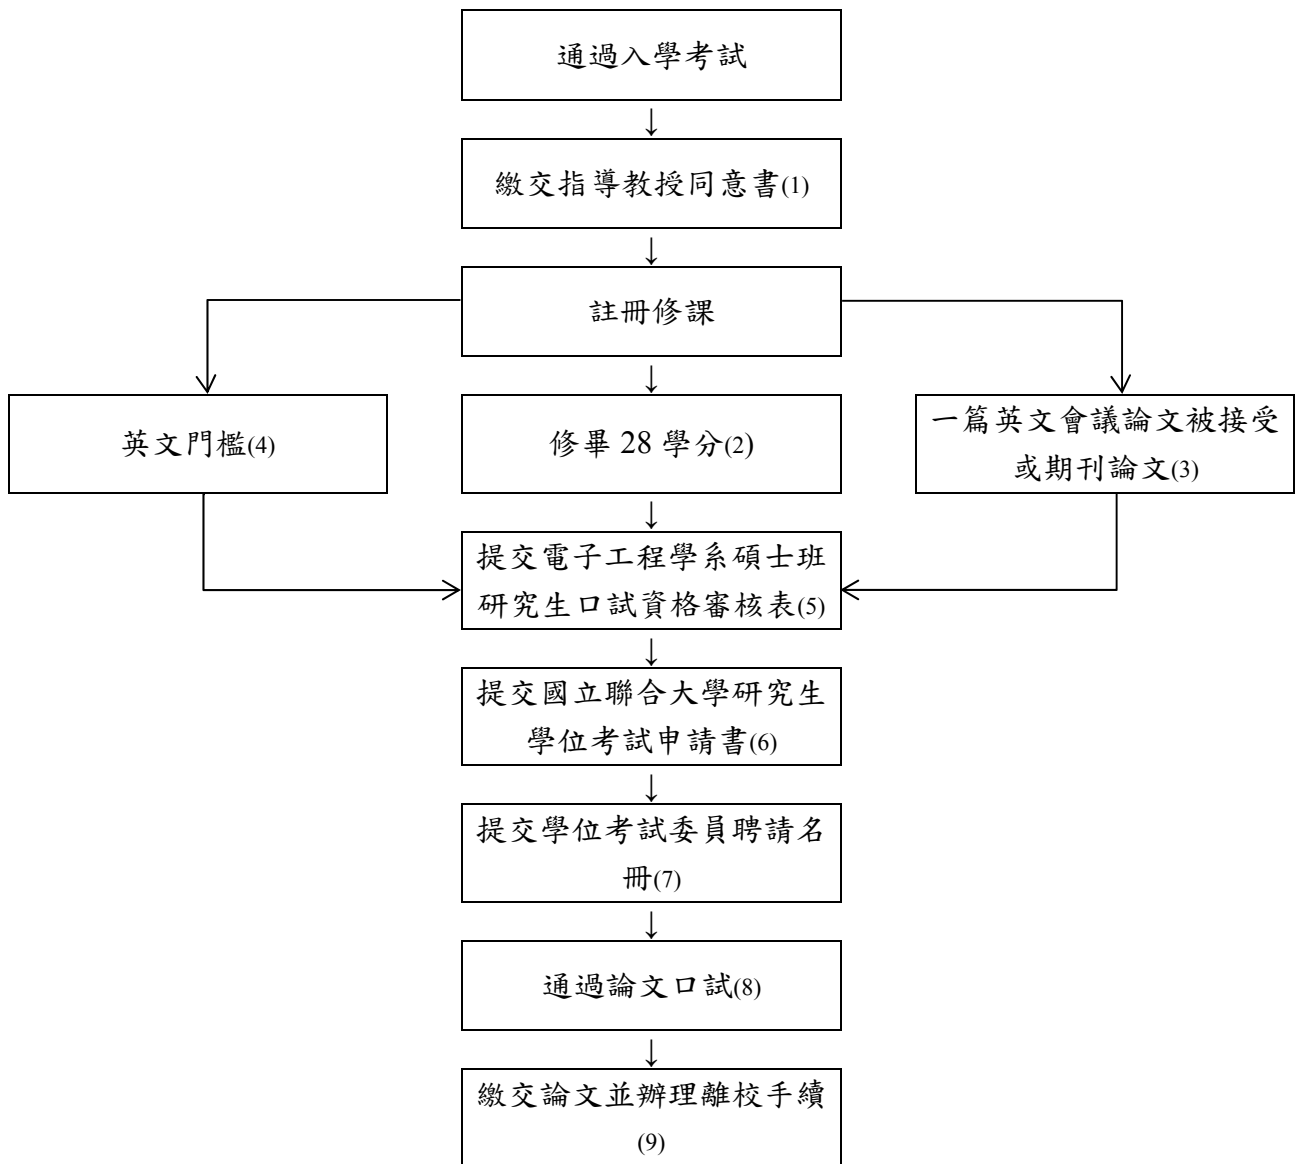 通過入學考試
↓
繳交指導教授同意書(1)
↓
註冊修課
↓
英文門檻(4)
修畢 28 學分(2)
一篇英文會議論文被接受
或期刊論文(3)
↓
提交電子工程學系碩士班
研究生口試資格審核表(5)
↓
提交國立聯合大學研究生
學位考試申請書(6)
↓
提交學位考試委員聘請名
冊(7)
↓
通過論文口試(8)
↓
繳交論文並辦理離校手續
(9)